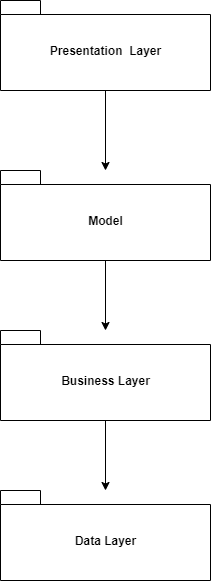 Presentation  Layer
Model
Business Layer
Data Layer